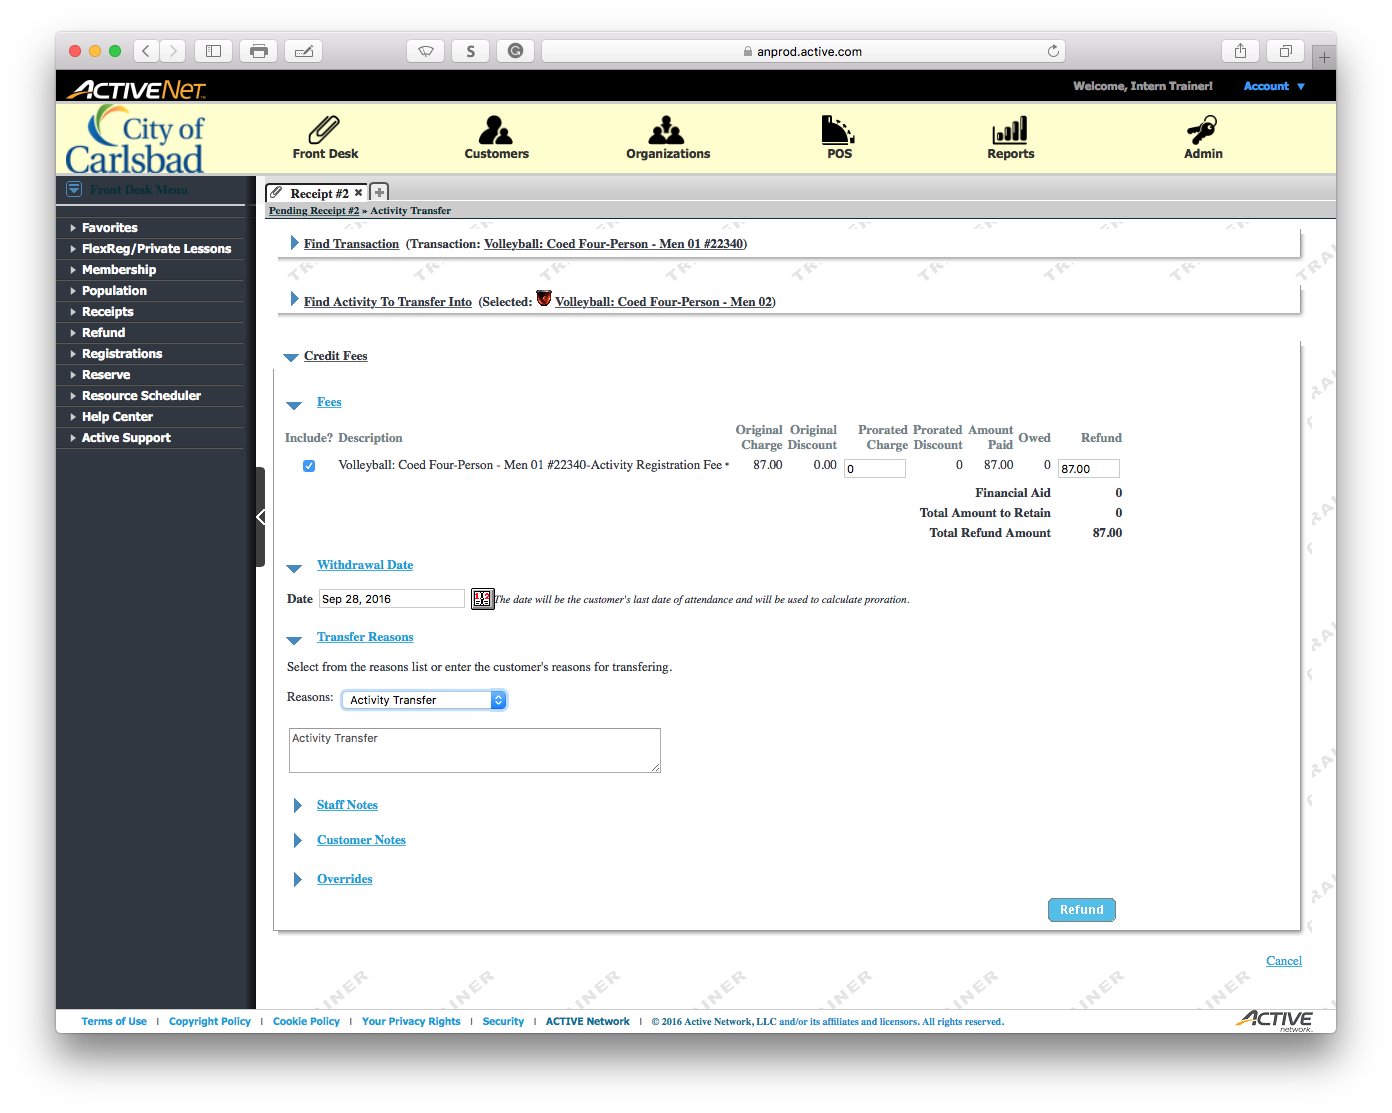 S
anprod.active.com
ACTIVENET
Welcome, Intern Trainer!
Account ▼
City of
Carlsbad
Front Desk
Customers
Organizations
POS
Reports
Admin
Front Desk Menu
Favorites
FlexReg/Private Lessons
Membership
Population
Receipts
Refund
Registrations
Reserve
Resource Scheduler
Help Center
Active Support
Receipt #2
Pending Receipt #2 » Activity Transfer
Find Transaction (Transaction: Volleyball: Coed Four-Person - Men 01 #22340)
Find Activity To Transfer Into (Selected: Volleyball: Coed Four-Person - Men 02)
Credit Fees
Fees
Include? Description Original Charge Original Discount Prorated Charge Prorated Discount Amount Paid Owed Refund
Volleyball: Coed Four-Person - Men 01 #22340-Activity Registration Fee * 87.00 0.00 0 0 87.00 0 87.00
Financial Aid 0
Total Amount to Retain 0
Total Refund Amount 87.00
Withdrawal Date
Date Sep 28, 2016 The date will be the customer's last date of attendance and will be used to calculate proration.
Transfer Reasons
Select from the reasons list or enter the customer's reasons for transfering.
Reasons: Activity Transfer
Activity Transfer
Staff Notes
Customer Notes
Overrides
Refund
Cancel
Terms of Use | Copyright Policy | Cookie Policy | Your Privacy Rights | Security | ACTIVE Network | © 2016 Active Network, LLC and/or its affiliates and licensors. All rights reserved.
ACTIVE
network